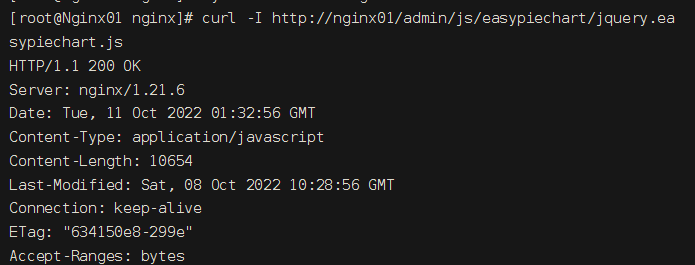 [root@Nginx01 nginx]# curl -I http://nginx01/admin/js/easypiechart/jquery.ea
sypiechart.js
HTTP/1.1 200 OK
Server: nginx/1.21.6
Date: Tue, 11 Oct 2022 01:32:56 GMT
Content-Type: application/javascript
Content-Length: 10654
Last-Modified: Sat, 08 Oct 2022 10:28:56 GMT
Connection: keep-alive
ETag: "634150e8-299e"
Accept-Ranges: bytes